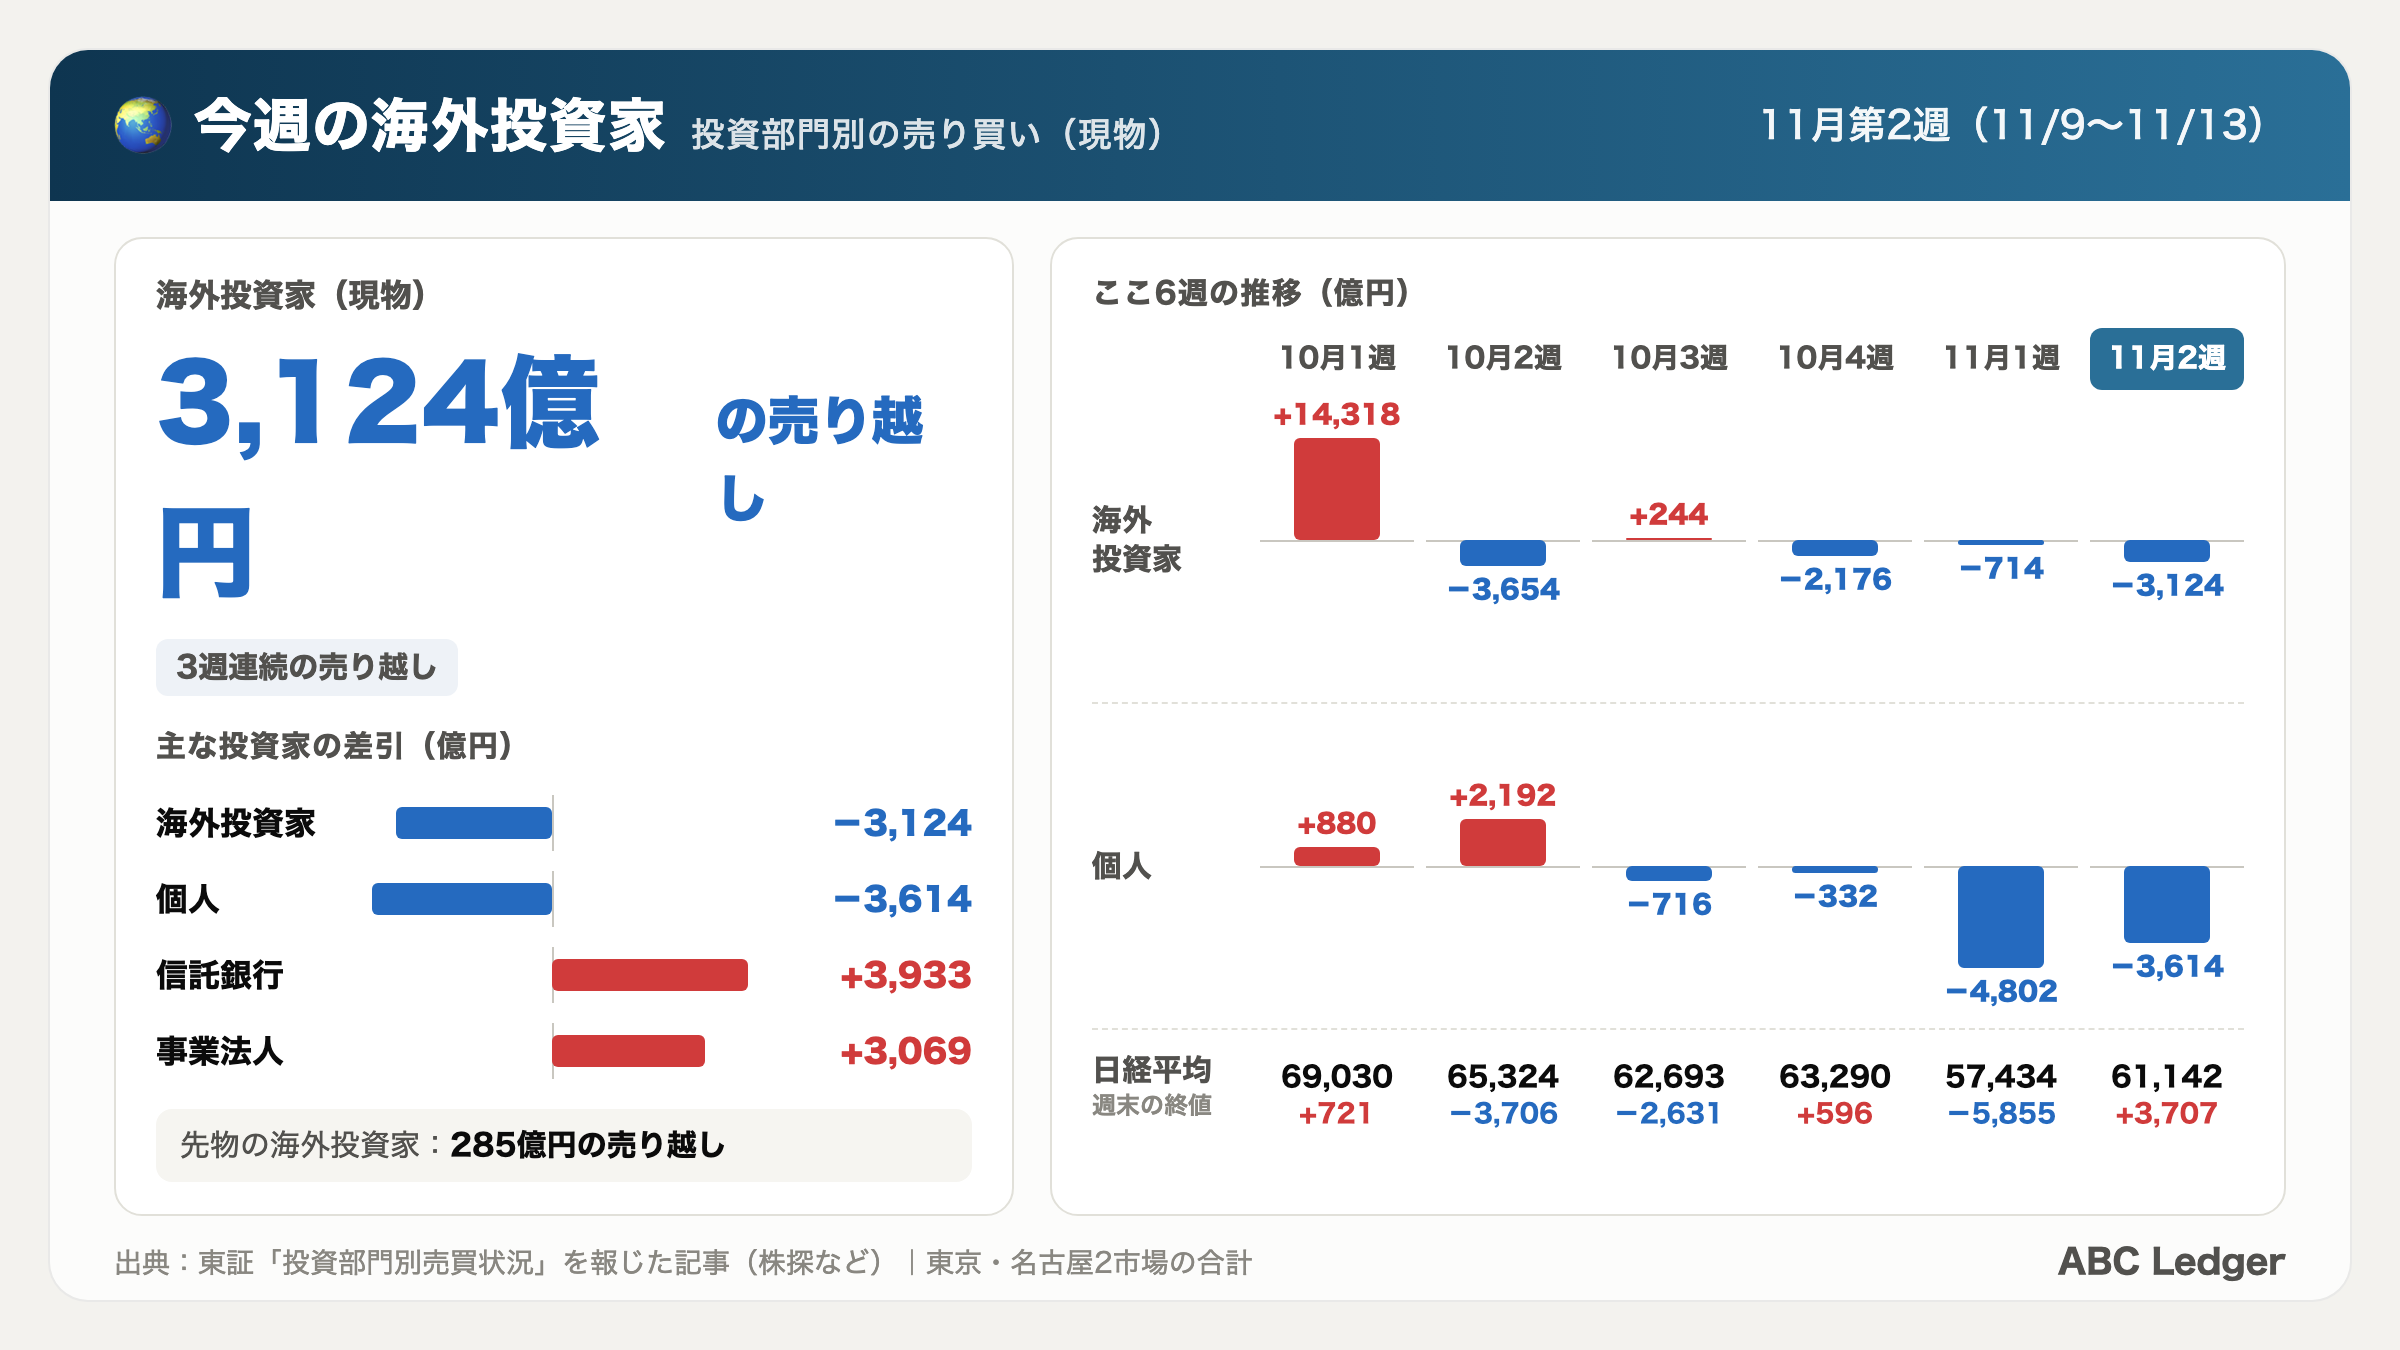 今週の海外投資家 投資部門別の売り買い（現物）
11月第2週（11/9〜11/13）
海外投資家（現物）
3,124億円
の売り越し
3週連続の売り越し
主な投資家の差引（億円）
海外投資家 −3,124
個人 −3,614
信託銀行 +3,933
事業法人 +3,069
先物の海外投資家：285億円の売り越し
ここ6週の推移（億円）
10月1週 10月2週 10月3週 10月4週 11月1週 11月2週
海外
投資家
+14,318 −3,654 +244 −2,176 −714 −3,124
個人
+880 +2,192 −716 −332 −4,802 −3,614
日経平均
週末の終値
69,030 65,324 62,693 63,290 57,434 61,142
+721 −3,706 −2,631 +596 −5,855 +3,707
出典：東証「投資部門別売買状況」を報じた記事（株探など）｜東京・名古屋2市場の合計
ABC Ledger